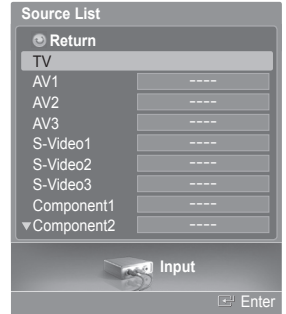 Source List
Return
TV
AV1 ----
AV2 ----
AV3 ----
S-Video1 ----
S-Video2 ----
S-Video3 ----
Component1 ----
▼Component2 ----
Input
Enter